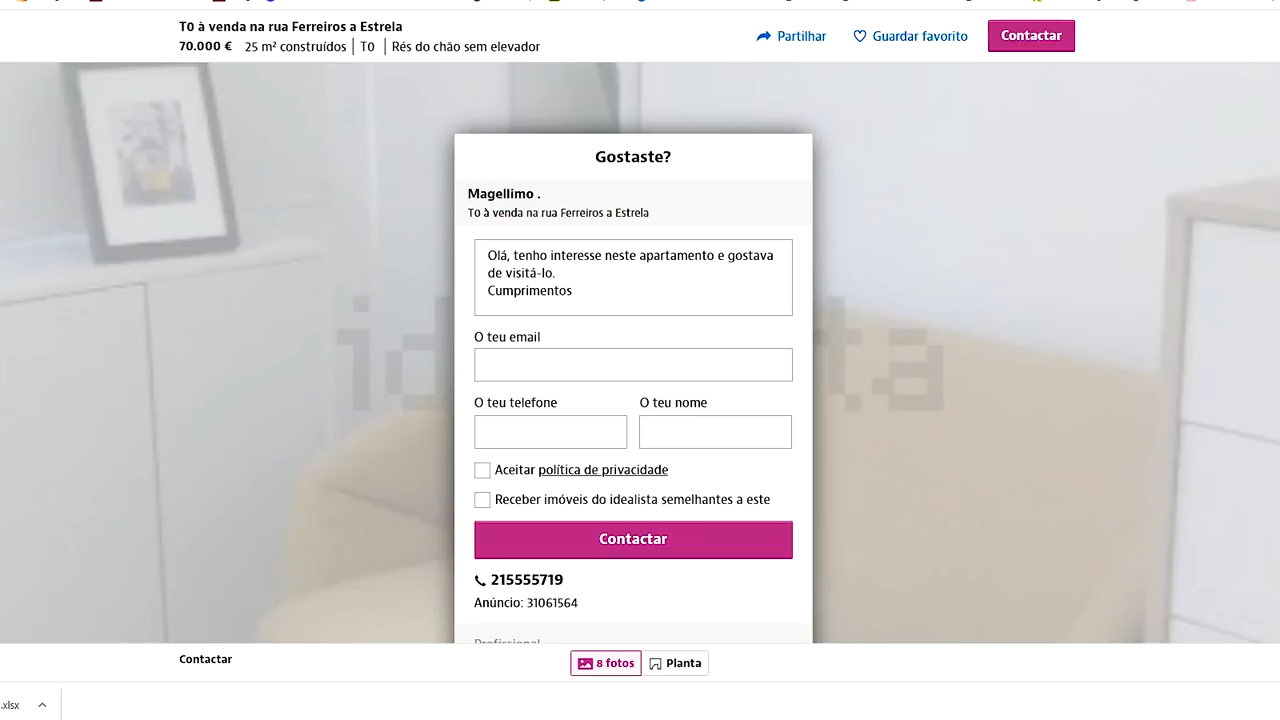 T0 à venda na rua Ferreiros a Estrela
70.000 € 25 m² construídos T0 Rés do chão sem elevador
Partilhar Guardar favorito Contactar
Gostaste?
Magellimo .
T0 à venda na rua Ferreiros a Estrela
Olá, tenho interesse neste apartamento e gostava
de visitá-lo.
Cumprimentos
O teu email
O teu telefone O teu nome
Aceitar política de privacidade
Receber imóveis do idealista semelhantes a este
Contactar
215555719
Anúncio: 31061564
Profissional
Contactar 8 fotos Planta
.xlsx